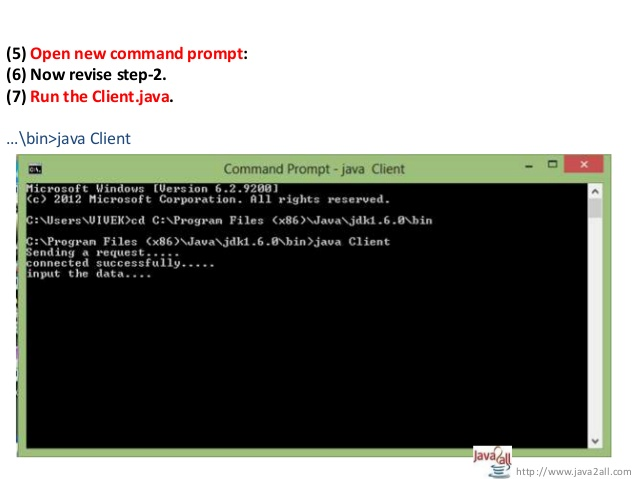 (5) Open new command prompt:
(6) Now revise step-2.
(7) Run the Client.java.
…\bin>java Client
Command Prompt - java Client
Microsoft Windows [Version 6.2.9200]
(c) 2012 Microsoft Corporation. All rights reserved.
C:\Users\VIVEK>cd C:\Program Files (x86)\Java\jdk1.6.0\bin
C:\Program Files (x86)\Java\jdk1.6.0\bin>java Client
Sending a request.....
connected successfully.....
input the data....
Java2all
http://www.java2all.com